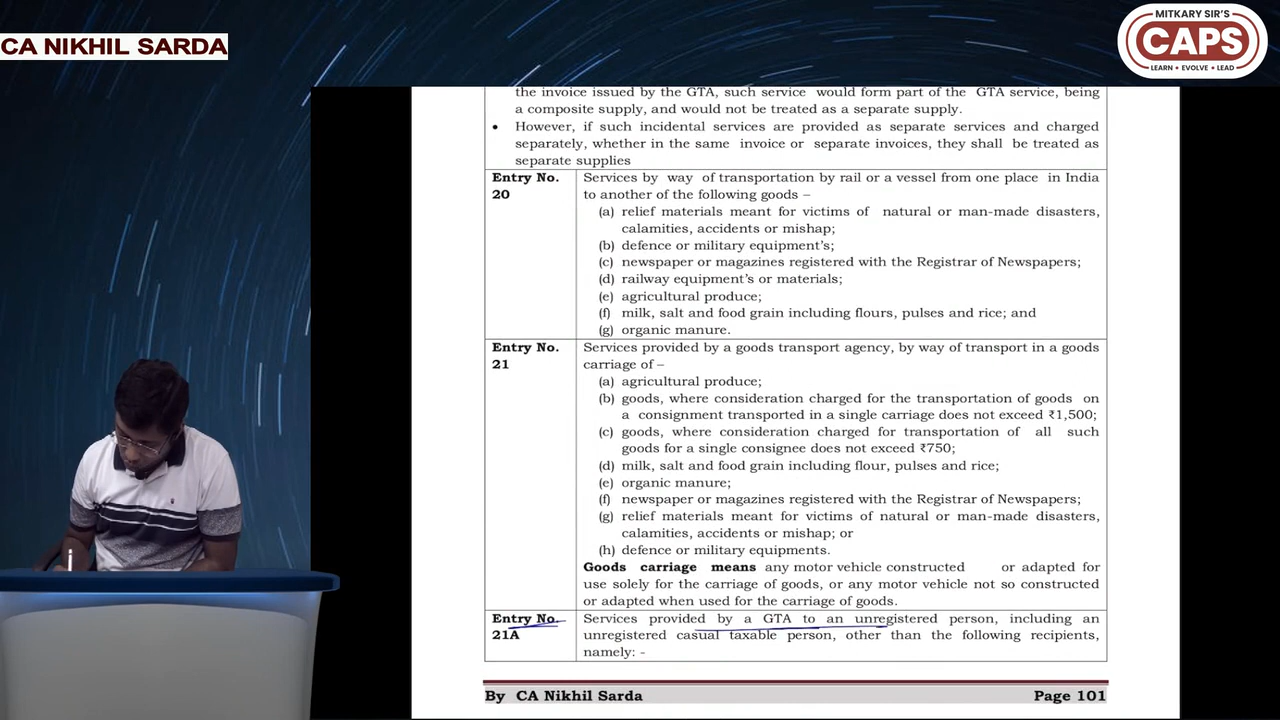 CA NIKHIL SARDA
MITKARY SIR'S
CAPS
LEARN • EVOLVE • LEAD
the invoice issued by the GTA, such service would form part of the GTA service, being
a composite supply, and would not be treated as a separate supply.
• However, if such incidental services are provided as separate services and charged
separately, whether in the same invoice or separate invoices, they shall be treated as
separate supplies
Entry No. Services by way of transportation by rail or a vessel from one place in India
20 to another of the following goods –
(a) relief materials meant for victims of natural or man-made disasters,
calamities, accidents or mishap;
(b) defence or military equipment's;
(c) newspaper or magazines registered with the Registrar of Newspapers;
(d) railway equipment's or materials;
(e) agricultural produce;
(f) milk, salt and food grain including flours, pulses and rice; and
(g) organic manure.
Entry No. Services provided by a goods transport agency, by way of transport in a goods
21 carriage of –
(a) agricultural produce;
(b) goods, where consideration charged for the transportation of goods on
a consignment transported in a single carriage does not exceed ₹1,500;
(c) goods, where consideration charged for transportation of all such
goods for a single consignee does not exceed ₹750;
(d) milk, salt and food grain including flour, pulses and rice;
(e) organic manure;
(f) newspaper or magazines registered with the Registrar of Newspapers;
(g) relief materials meant for victims of natural or man-made disasters,
calamities, accidents or mishap; or
(h) defence or military equipments.
Goods carriage means any motor vehicle constructed or adapted for
use solely for the carriage of goods, or any motor vehicle not so constructed
or adapted when used for the carriage of goods.
Entry No. Services provided by a GTA to an unregistered person, including an
21A unregistered casual taxable person, other than the following recipients,
namely: -
By CA Nikhil Sarda Page 101